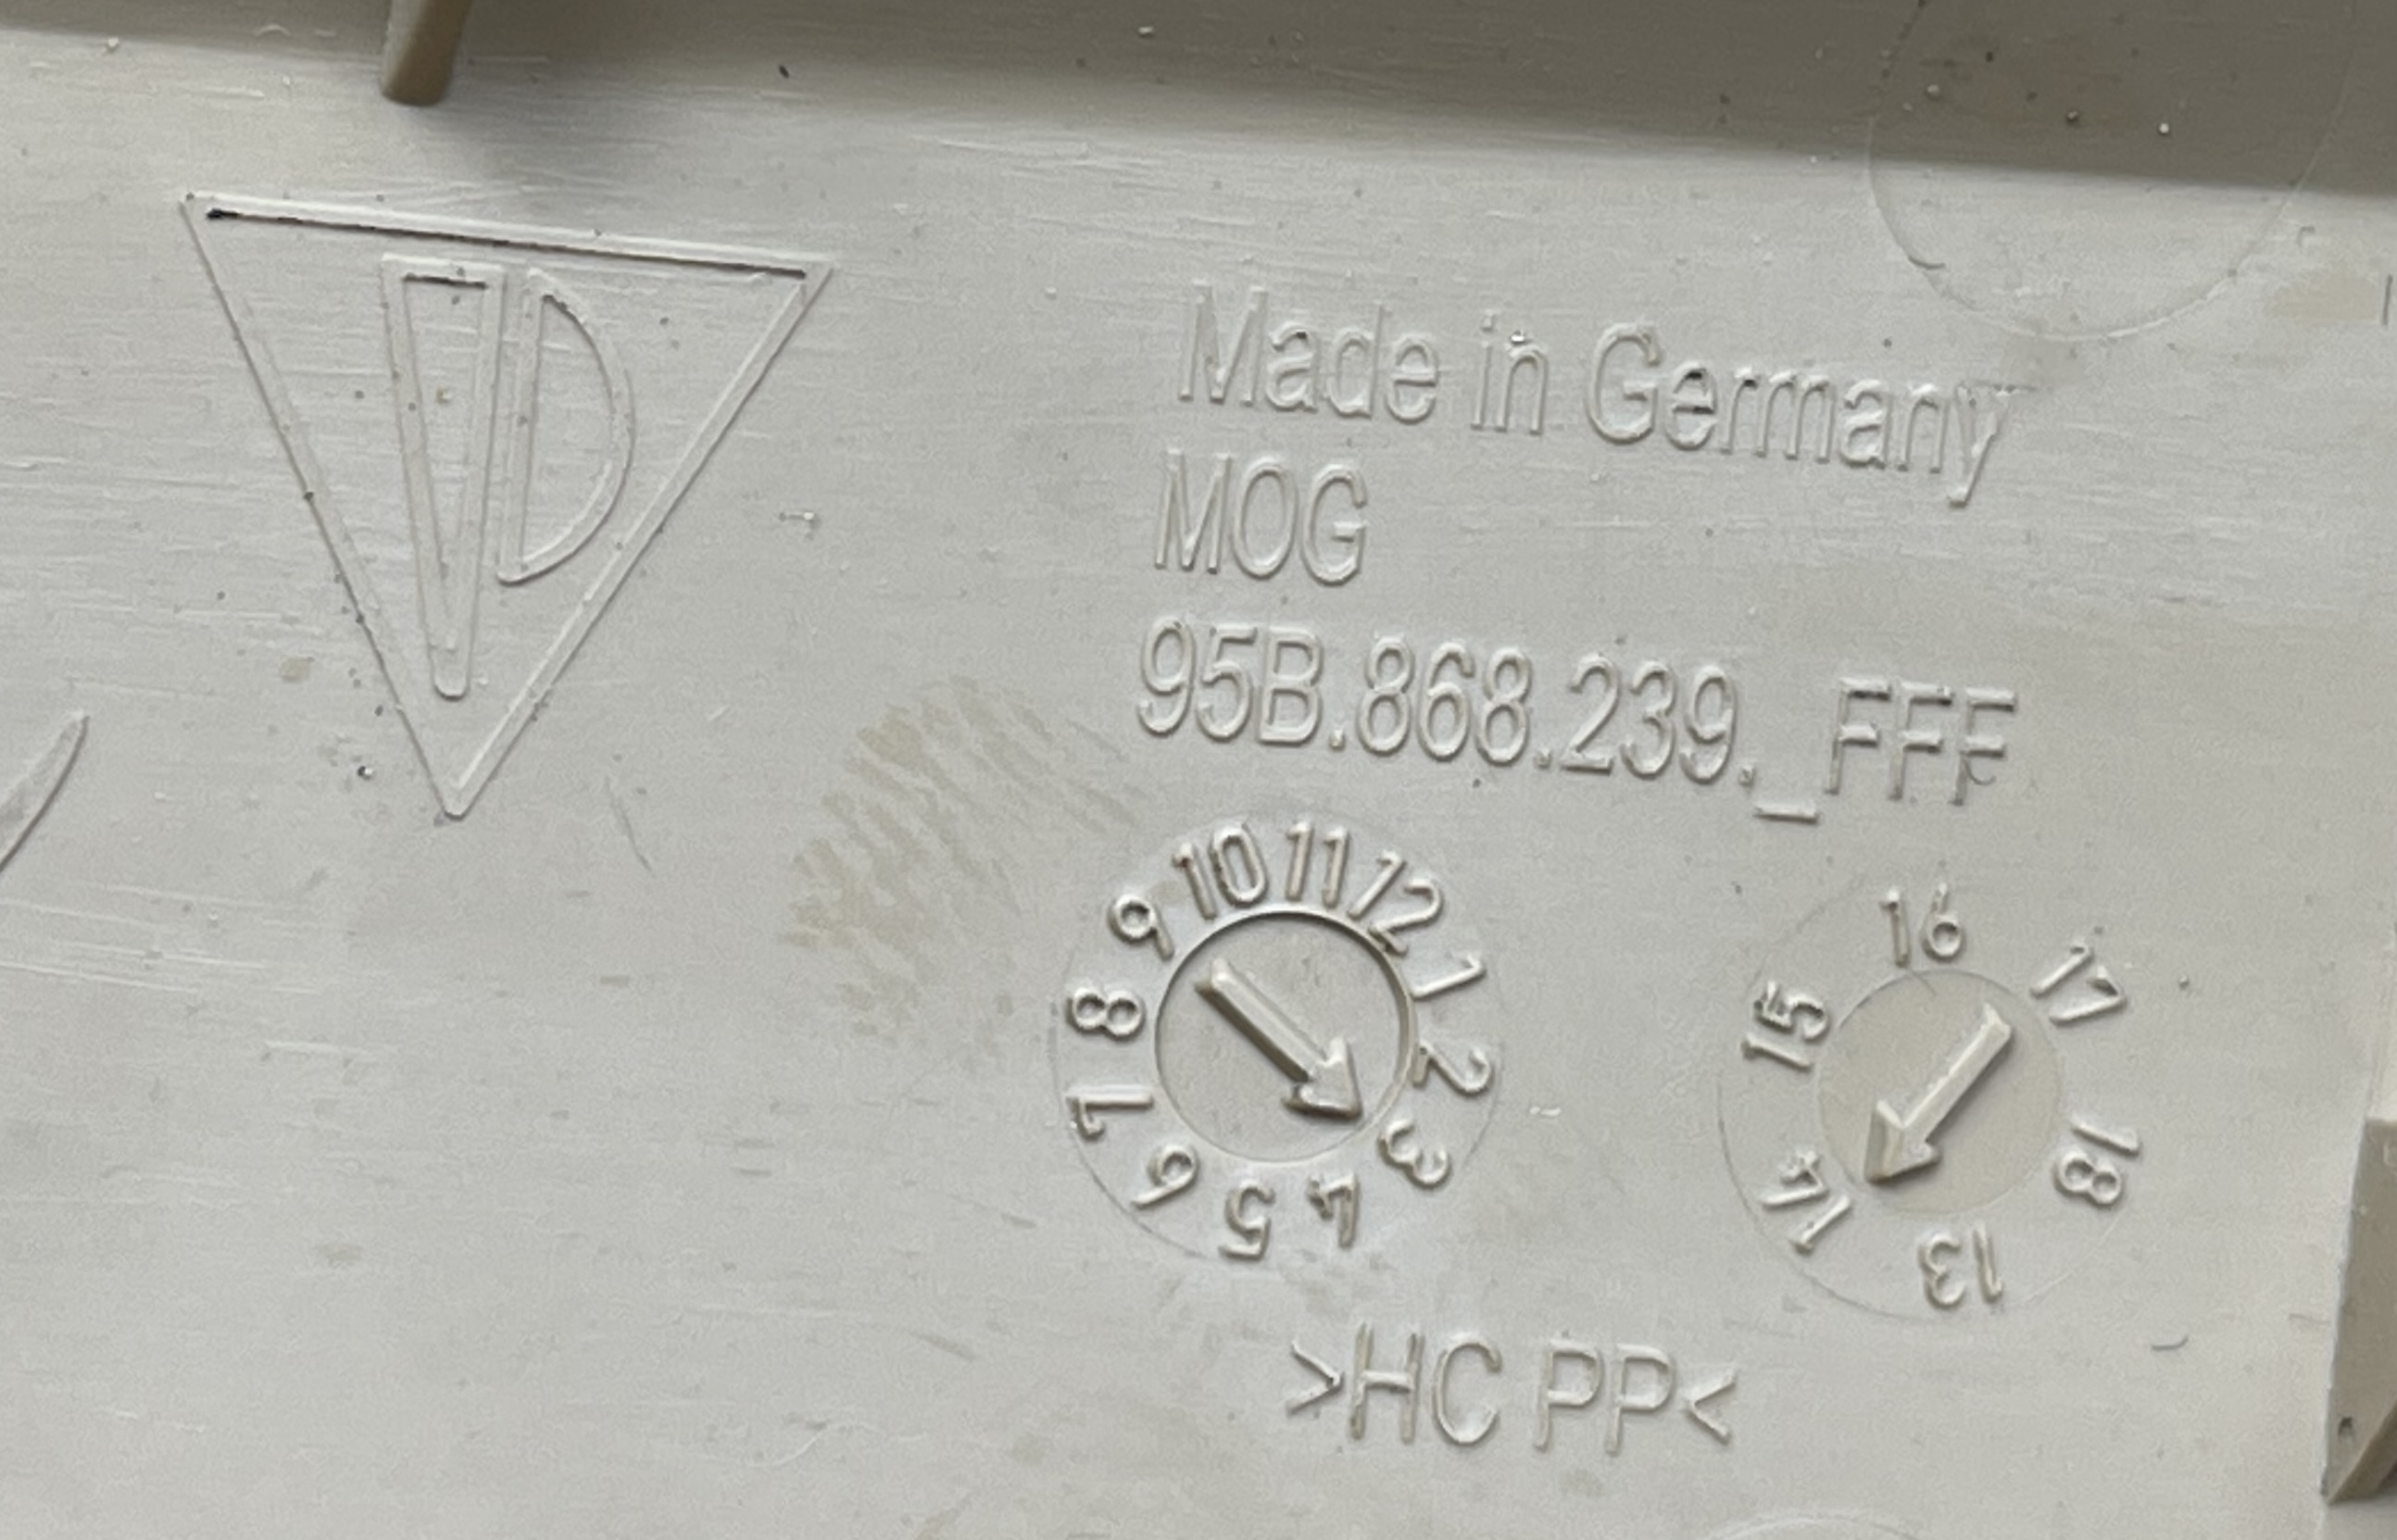 Made in Germany
MOG
95B.868.239._FFF
10 11 12 1 2 3 4 5 6 7 8 9
16 17 18 13 14 15
>HC PP<